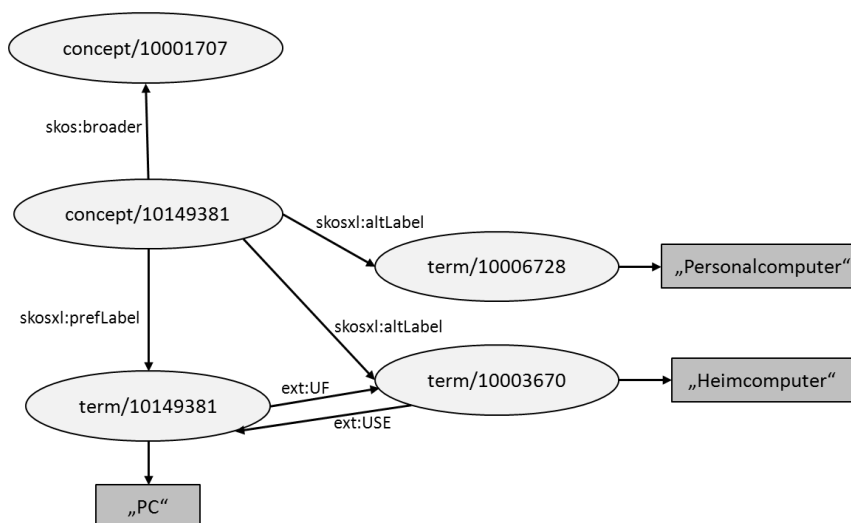 concept/10001707
skos:broader
concept/10149381
skosxl:altLabel
term/10006728
„Personalcomputer“
skosxl:prefLabel
skosxl:altLabel
ext:UF
term/10003670
„Heimcomputer“
term/10149381
ext:USE
„PC“